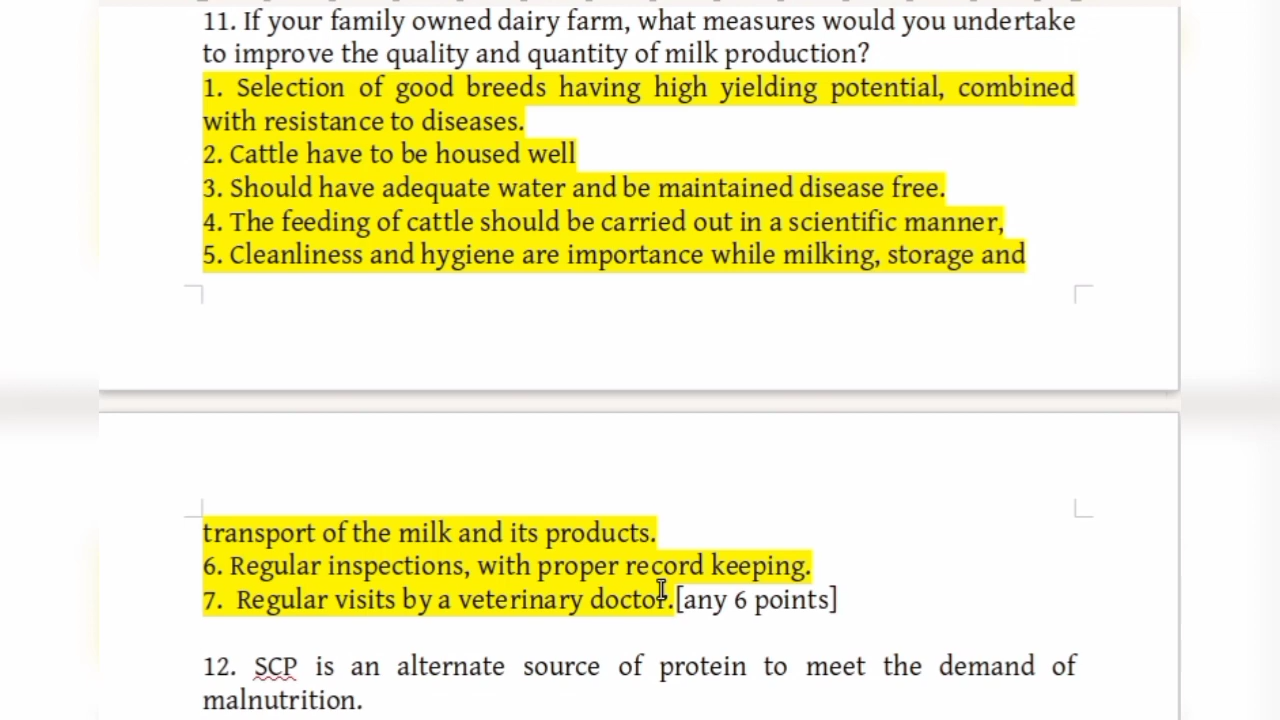 11. If your family owned dairy farm, what measures would you undertake
to improve the quality and quantity of milk production?
1. Selection of good breeds having high yielding potential, combined
with resistance to diseases.
2. Cattle have to be housed well
3. Should have adequate water and be maintained disease free.
4. The feeding of cattle should be carried out in a scientific manner,
5. Cleanliness and hygiene are importance while milking, storage and
transport of the milk and its products.
6. Regular inspections, with proper record keeping.
7. Regular visits by a veterinary doctor.[any 6 points]
12. SCP is an alternate source of protein to meet the demand of
malnutrition.